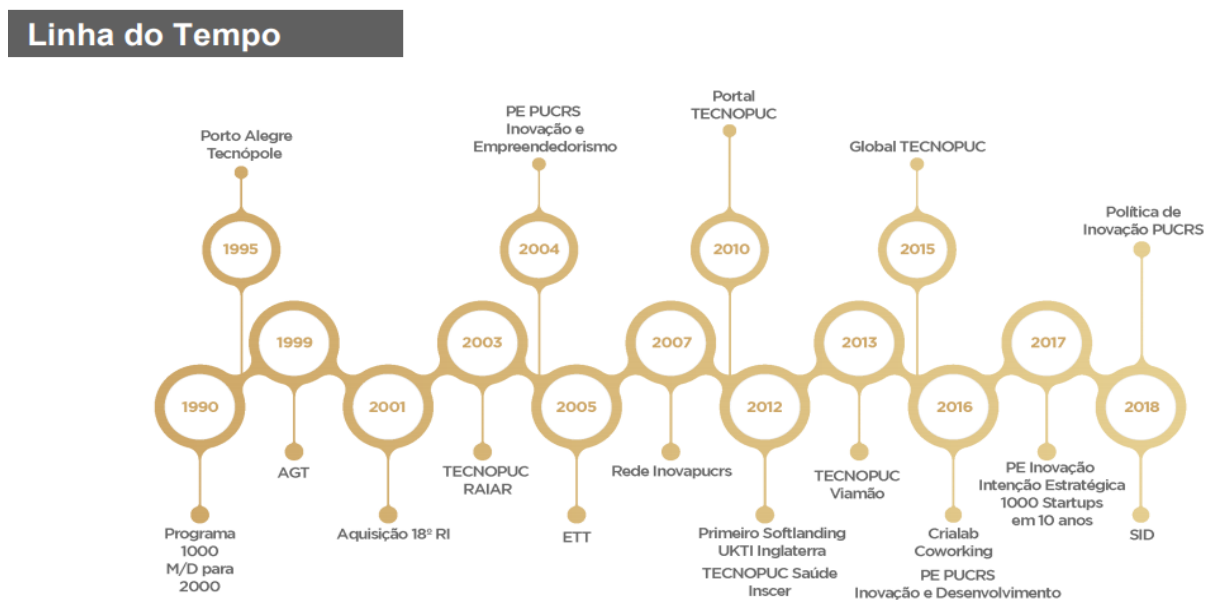 Linha do Tempo
Porto Alegre
Tecnópole
1995
PE PUCRS
Inovação e
Empreendedorismo
2004
Portal
TECNOPUC
2010
Global TECNOPUC
2015
Política de
Inovação PUCRS
1990
Programa
1000
M/D para
2000
1999
AGT
2001
Aquisição 18º RI
2003
TECNOPUC
RAIAR
2005
ETT
2007
Rede Inovapucrs
2012
Primeiro Softlanding
UKTI Inglaterra
TECNOPUC Saúde
Inscer
2013
TECNOPUC
Viamão
2016
Crialab
Coworking
PE PUCRS
Inovação e Desenvolvimento
2017
PE Inovação
Intenção Estratégica
1000 Startups
em 10 anos
2018
SID